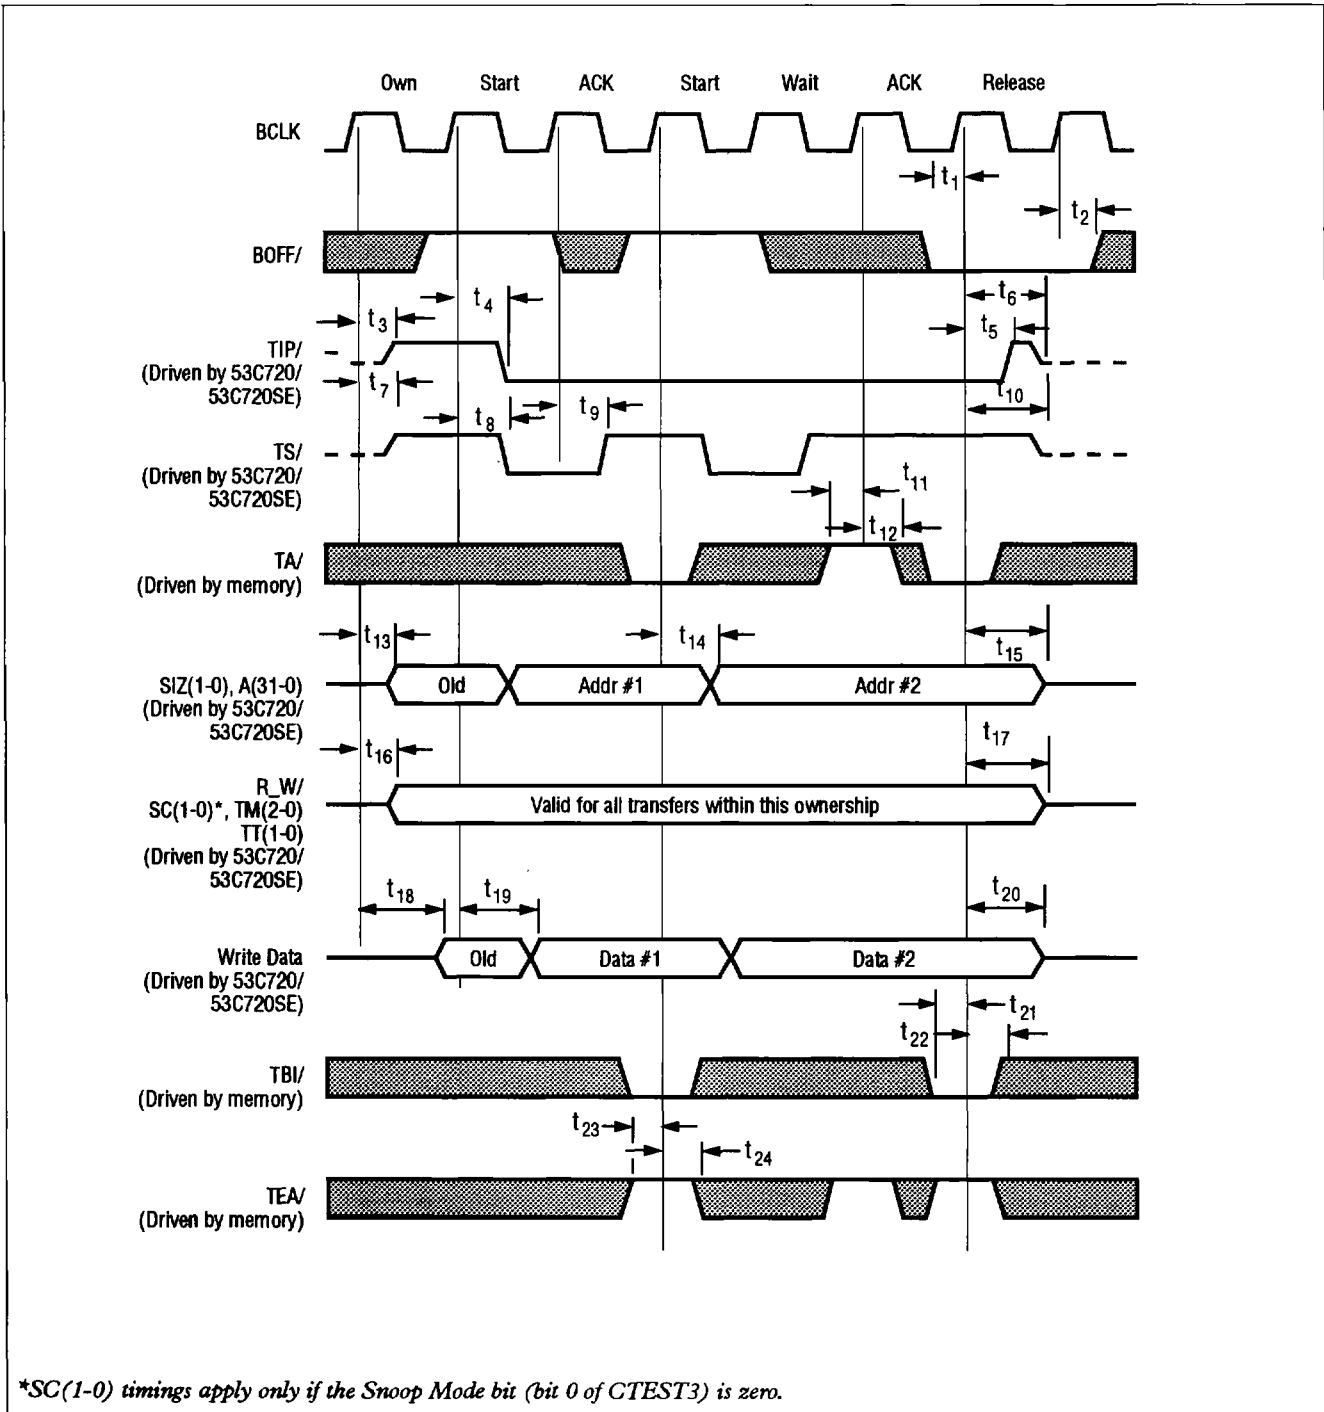 Own Start ACK Start Wait ACK Release
BCLK
t1
t2
BOFF/
t6
t4
t3
t5
TIP/
(Driven by 53C720/
53C720SE)
t7
t10
t8
t9
TS/
(Driven by 53C720/
53C720SE)
t11
t12
TA/
(Driven by memory)
t13
t14
t15
SIZ(1-0), A(31-0)
Old Addr #1 Addr #2
(Driven by 53C720/
53C720SE)
t16
t17
R_W/
SC(1-0)*, TM(2-0)
Valid for all transfers within this ownership
TT(1-0)
(Driven by 53C720/
53C720SE)
t18
t19
t20
Write Data
Old Data #1 Data #2
(Driven by 53C720/
53C720SE)
t21
t22
TBI/
(Driven by memory)
t23
t24
TEA/
(Driven by memory)
*SC(1-0) timings apply only if the Snoop Mode bit (bit 0 of CTEST3) is zero.